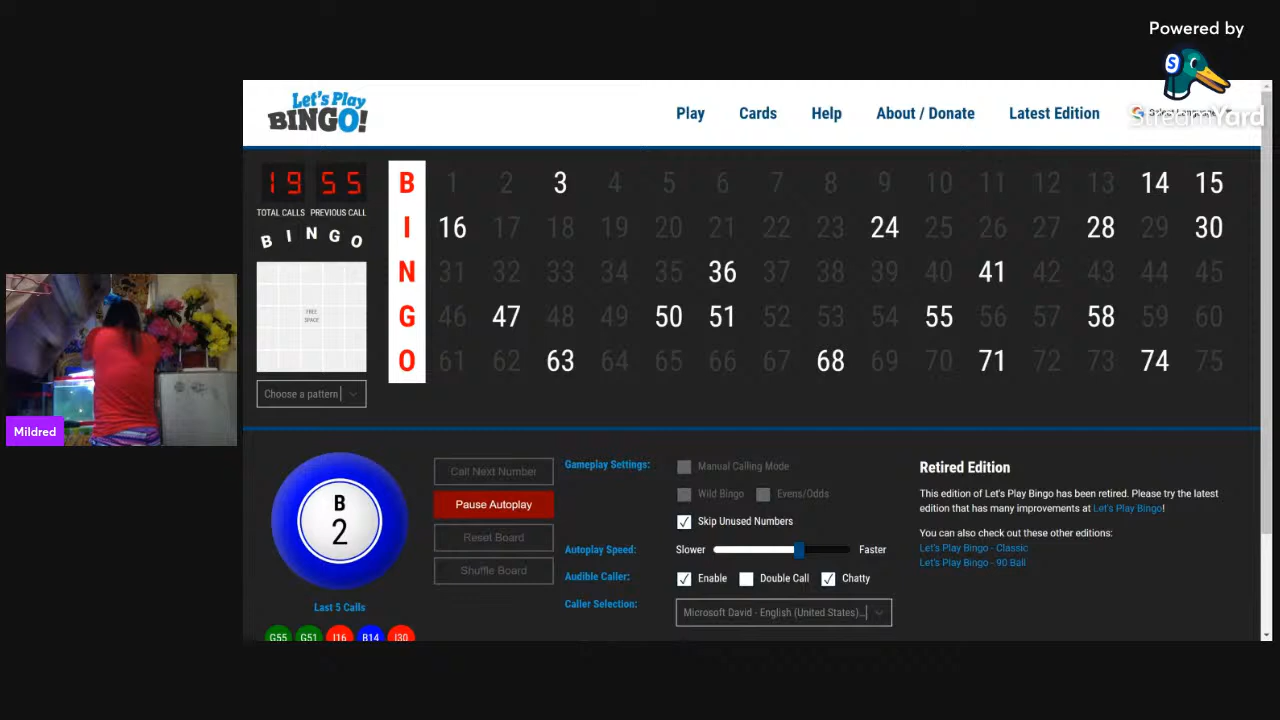 Powered by
StreamYard
Let's Play
BINGO!
Play
Cards
Help
About / Donate
Latest Edition
Select Language
19 55
TOTAL CALLS PREVIOUS CALL
B I N G O
FREE
SPACE
Choose a pattern
B 1 2 3 4 5 6 7 8 9 10 11 12 13 14 15
I 16 17 18 19 20 21 22 23 24 25 26 27 28 29 30
N 31 32 33 34 35 36 37 38 39 40 41 42 43 44 45
G 46 47 48 49 50 51 52 53 54 55 56 57 58 59 60
O 61 62 63 64 65 66 67 68 69 70 71 72 73 74 75
Mildred
B
2
Last 5 Calls
G55 G51 I16 B14 I30
Call Next Number
Pause Autoplay
Reset Board
Shuffle Board
Gameplay Settings:
Manual Calling Mode
Wild Bingo
Evens/Odds
Skip Unused Numbers
Autoplay Speed:
Slower
Faster
Audible Caller:
Enable
Double Call
Chatty
Caller Selection:
Microsoft David - English (United States)...
Retired Edition
This edition of Let's Play Bingo has been retired. Please try the latest
edition that has many improvements at Let's Play Bingo!
You can also check out these other editions:
Let's Play Bingo - Classic
Let's Play Bingo - 90 Ball